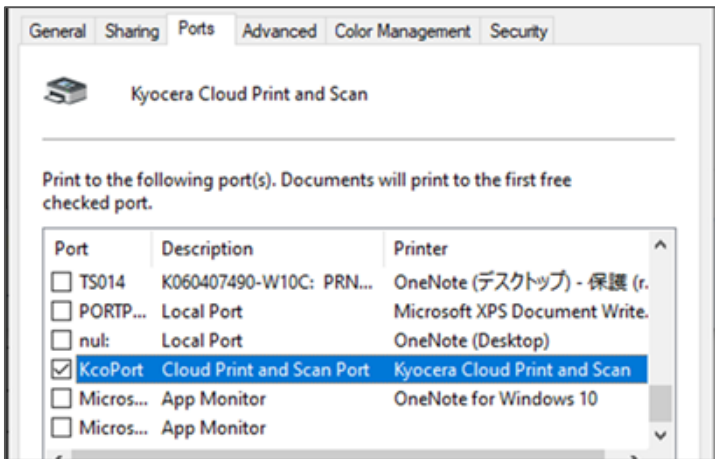 General Sharing Ports Advanced Color Management Security
Kyocera Cloud Print and Scan
Print to the following port(s). Documents will print to the first free
checked port.
Port Description Printer
TS014 K060407490-W10C: PRN... OneNote (デスクトップ) - 保護 (r.
PORTP... Local Port Microsoft XPS Document Write.
nul: Local Port OneNote (Desktop)
KcoPort Cloud Print and Scan Port Kyocera Cloud Print and Scan
Micros... App Monitor OneNote for Windows 10
Micros... App Monitor